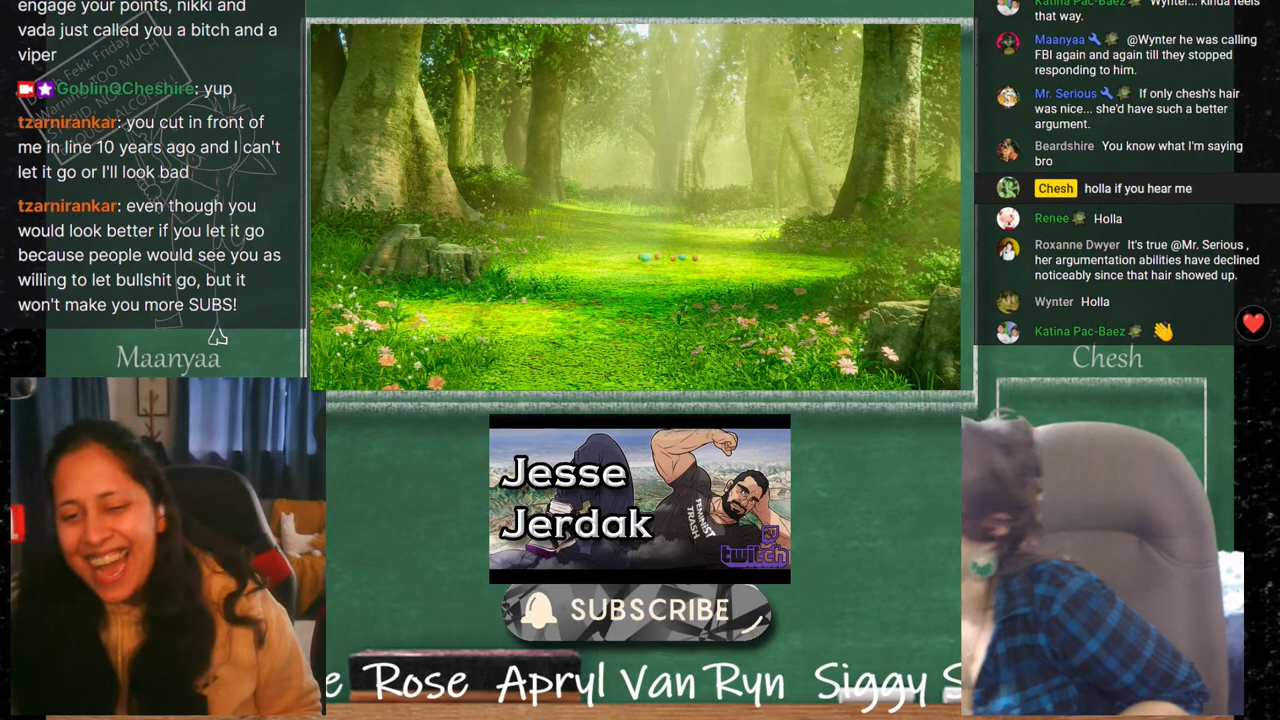 engage your points, nikki and
vada just called you a bitch and a
viper
GoblinQCheshire: yup
tzarnirankar: you cut in front of
me in line 10 years ago and I can't
let it go or I'll look bad
tzarnirankar: even though you
would look better if you let it go
because people would see you as
willing to let bullshit go, but it
won't make you more SUBS!
Maanyaa
Katina Pac-Baez Wynter... kinda feels
that way.
Maanyaa @Wynter he was calling
FBI again and again till they stopped
responding to him.
Mr. Serious If only chesh's hair
was nice... she'd have such a better
argument.
Beardshire You know what I'm saying
bro
Chesh holla if you hear me
Renee Holla
Roxanne Dwyer It's true @Mr. Serious ,
her argumentation abilities have declined
noticeably since that hair showed up.
Wynter Holla
Katina Pac-Baez
Chesh
Jesse
Jerdak
FEMINIST
TRASH
twitch
SUBSCRIBE
e Rose Apryl Van Ryn Siggy S